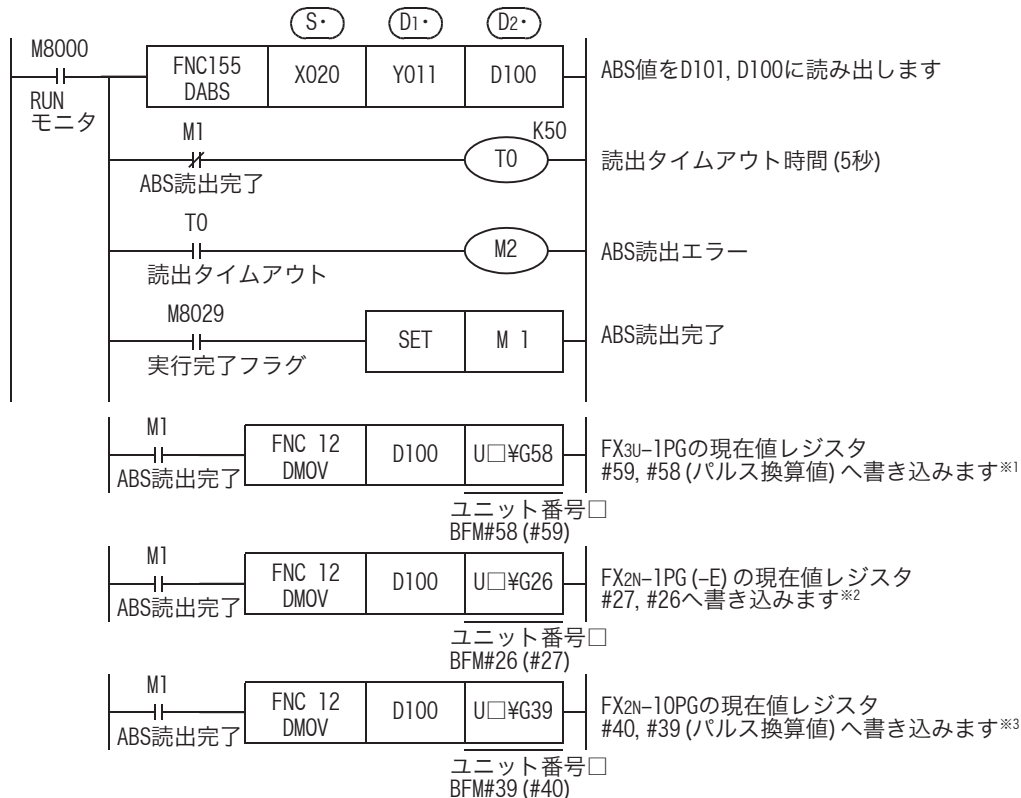 S・ D1・ D2・
M8000
FNC155 DABS X020 Y011 D100 ABS値をD101, D100に読み出します
RUN
モニタ
M1 K50
T0 読出タイムアウト時間 (5秒)
ABS読出完了
T0
M2 ABS読出エラー
読出タイムアウト
M8029
SET M 1 ABS読出完了
実行完了フラグ
M1
FNC 12 DMOV D100 U□¥G58 FX3U-1PGの現在値レジスタ
ABS読出完了 #59, #58 (パルス換算値) へ書き込みます※1
ユニット番号□
BFM#58 (#59)
M1
FNC 12 DMOV D100 U□¥G26 FX2N-1PG (-E) の現在値レジスタ
ABS読出完了 #27, #26へ書き込みます※2
ユニット番号□
BFM#26 (#27)
M1
FNC 12 DMOV D100 U□¥G39 FX2N-10PGの現在値レジスタ
ABS読出完了 #40, #39 (パルス換算値) へ書き込みます※3
ユニット番号□
BFM#39 (#40)